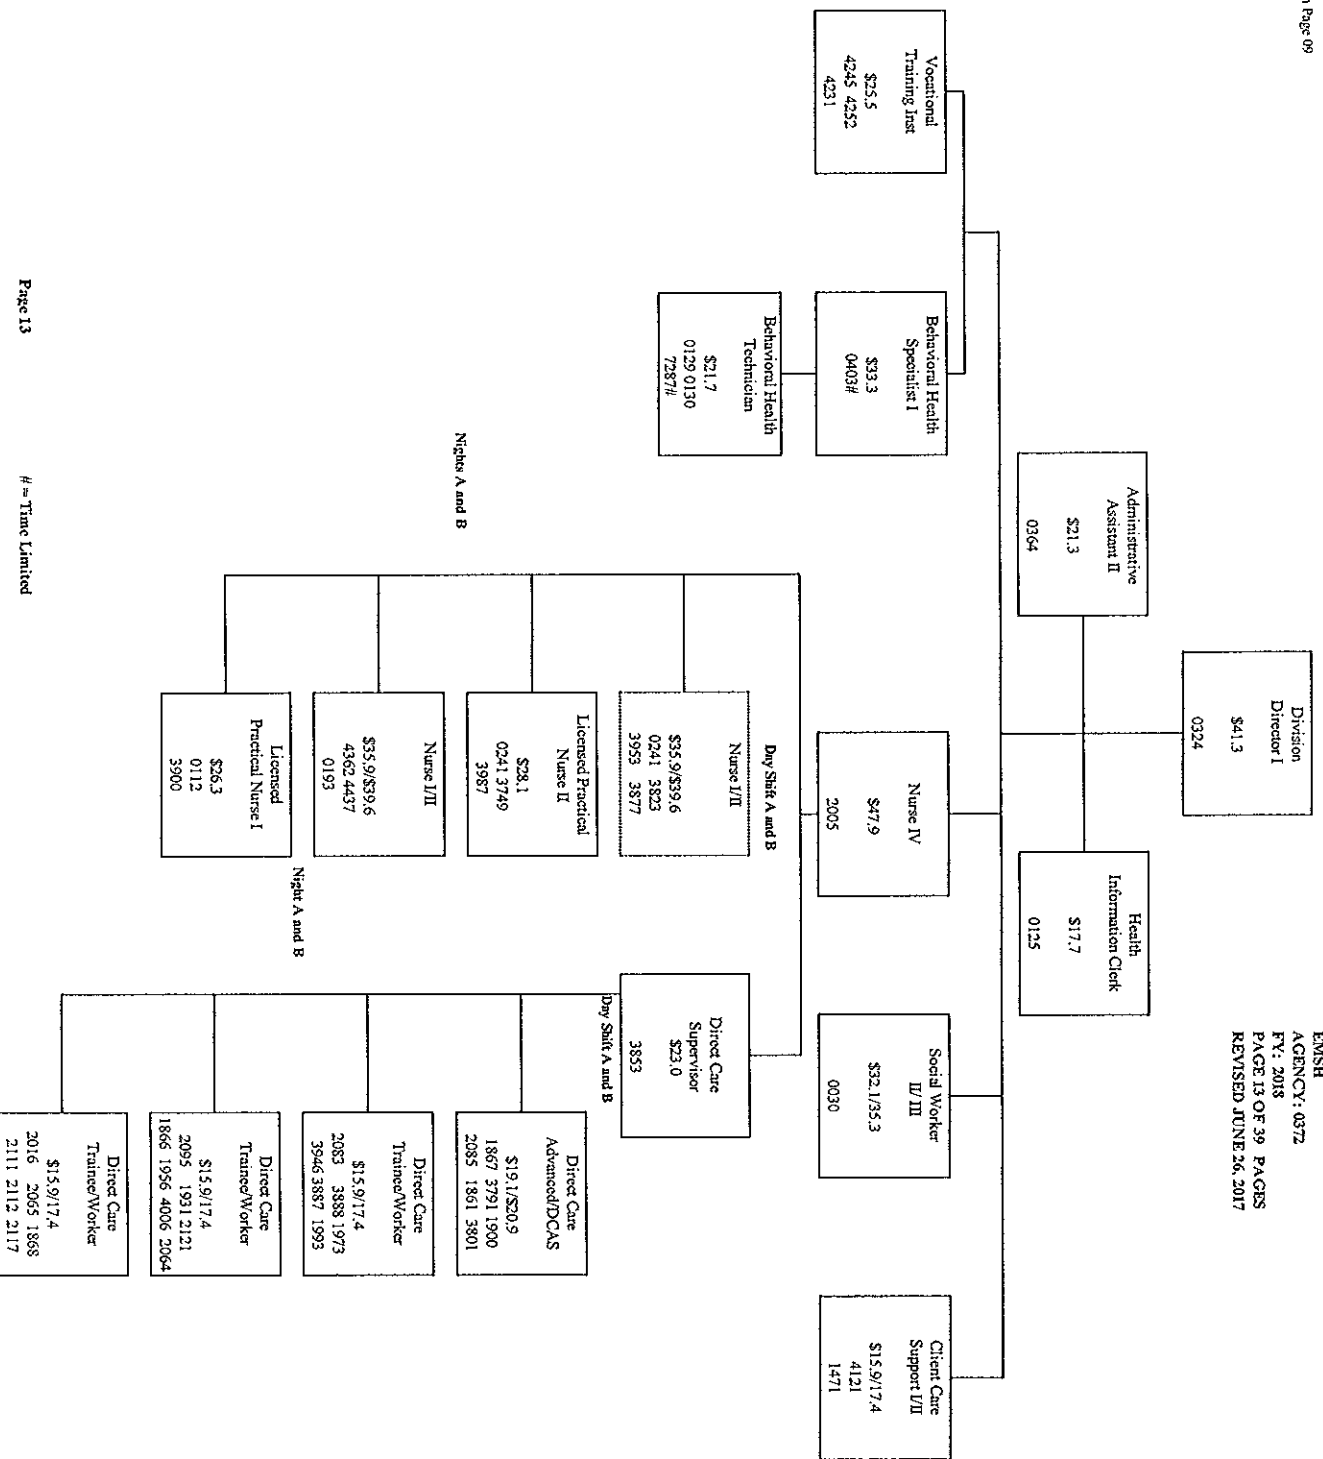 n Page 09
EMSH
AGENCY: 0372
FY: 2018
PAGE 13 OF 39 PAGES
REVISED JUNE 26, 2017
Division
Director I
$41.3
0324
Administrative
Assistant II
$21.3
0364
Health
Information Clerk
$17.7
0125
Vocational
Training Inst
$25.5
4245 4252
4231
Behavioral Health
Specialist I
$33.3
0403#
Nurse IV
$47.9
2005
Social Worker
II/ III
$32.1/35.3
0030
Client Care
Support I/II
$15.9/17.4
4121
1471
Behavioral Health
Technician
$21.7
0129 0130
7287#
Day Shift A and B
Nurse I/II
$35.9/$39.6
0241 3823
3953 3877
Licensed Practical
Nurse II
$28.1
0241 3749
3987
Nights A and B
Nurse I/II
$35.9/$39.6
4362 4437
0193
Licensed
Practical Nurse I
$26.3
0112
3900
Direct Care
Supervisor
$23.0
3853
Day Shift A and B
Direct Care
Advanced/DCAS
$19.1/$20.9
1867 3791 1900
2085 1861 3801
Direct Care
Trainee/Worker
$15.9/17.4
2083 3888 1973
3946 3887 1993
Night A and B
Direct Care
Trainee/Worker
$15.9/17.4
2095 1931 2121
1866 1956 4006 2064
Direct Care
Trainee/Worker
$15.9/17.4
2016 2065 1868
2111 2112 2117
Page 13
# = Time Limited